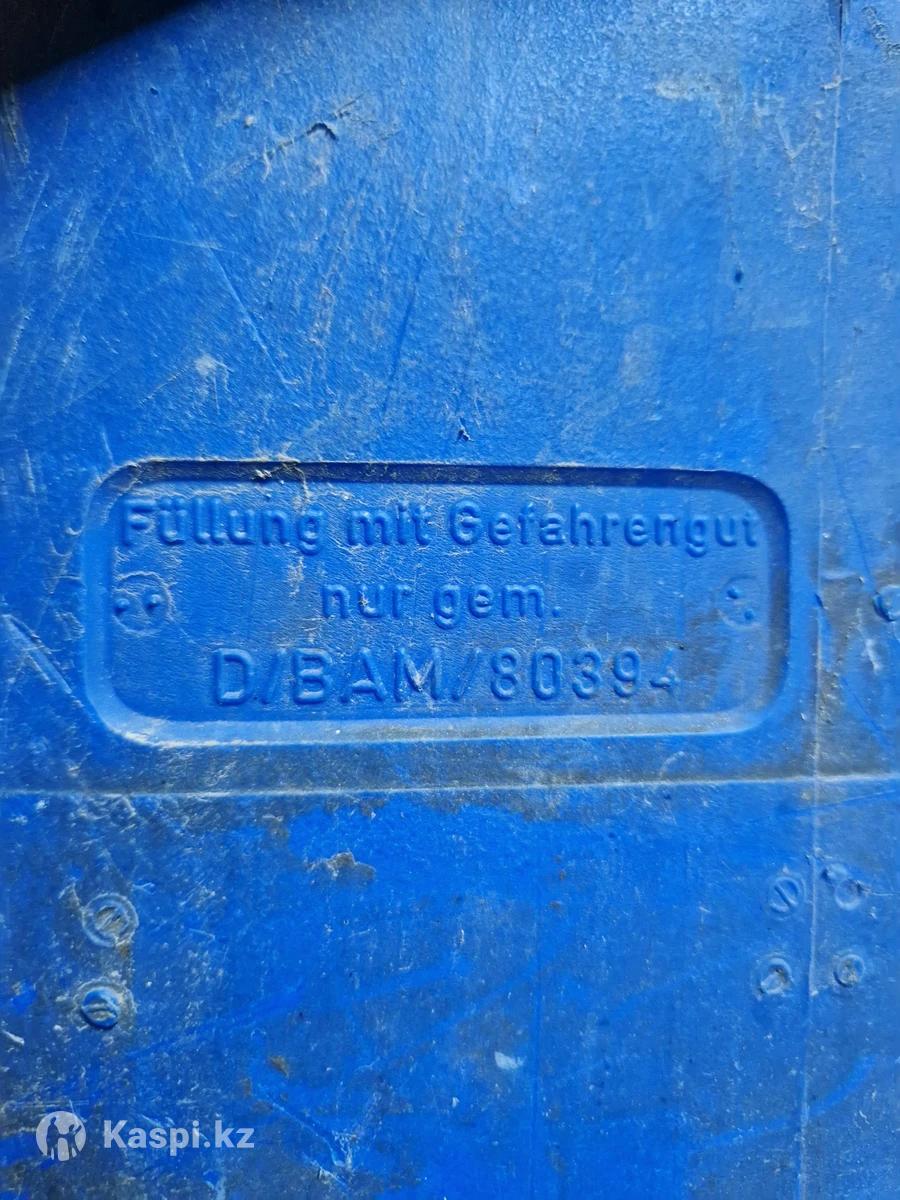 Füllung mit Gefahrengut
nur gem.
D/BAM/80394
Kaspi.kz